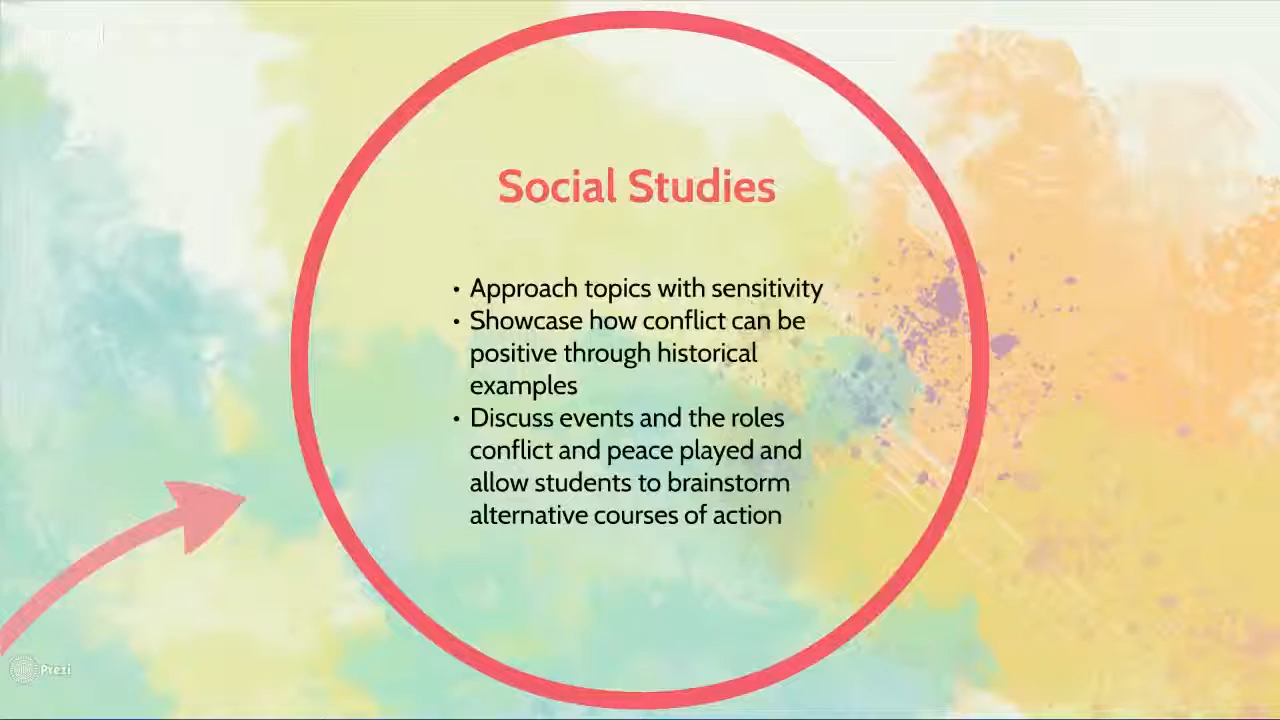 Social Studies
• Approach topics with sensitivity
• Showcase how conflict can be
positive through historical
examples
• Discuss events and the roles
conflict and peace played and
allow students to brainstorm
alternative courses of action
Prezi